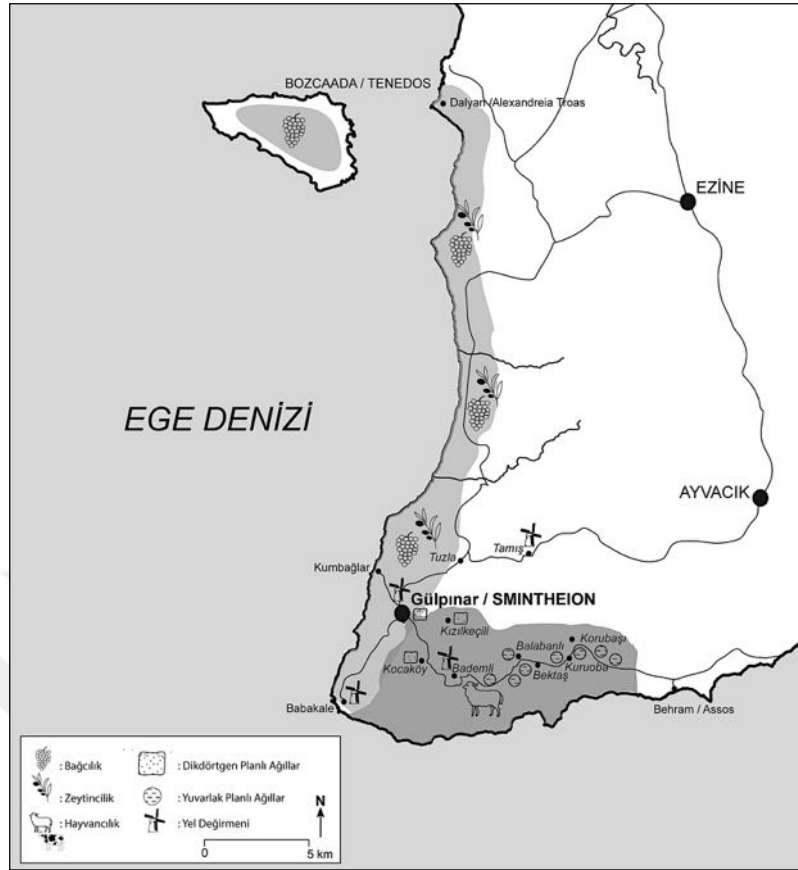 BOZCAADA / TENEDOS
Dalyan /Alexandreia Troas
EZİNE
EGE DENİZİ
AYVACIK
Tamış
Tuzla
Kumbağlar
Gülpınar / SMINTHEION
Kızılkeçili
Korubaşı
Balabanlı
Kocaköy
Bademli
Bektaş
Kuruoba
Babakale
Behram / Assos
: Bağcılık
: Dikdörtgen Planlı Ağıllar
: Zeytincilik
: Yuvarlak Planlı Ağıllar
N
: Hayvancılık
: Yel Değirmeni
0 5 km